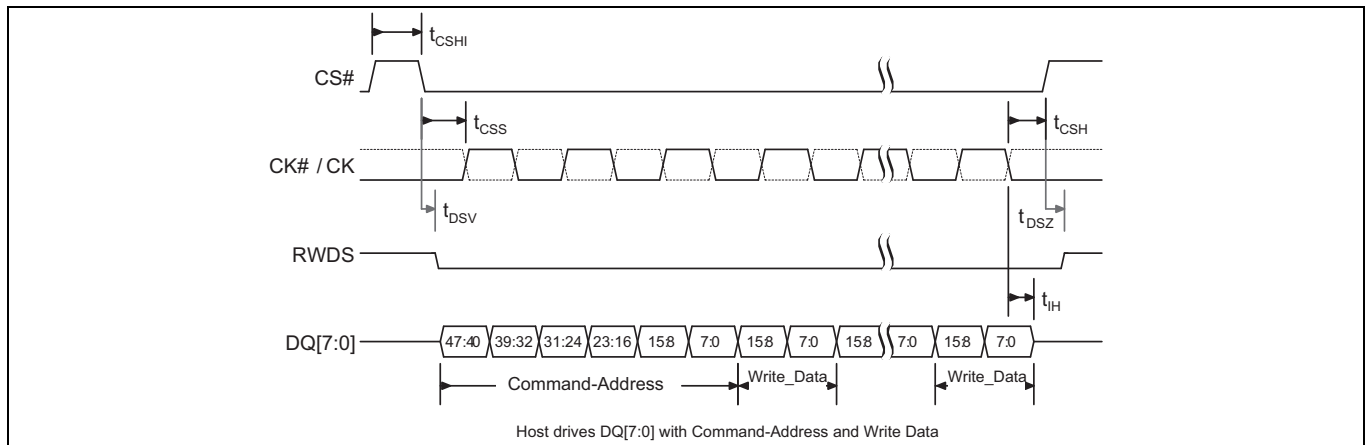 tCSHI
CS#
tCSS
tCSH
CK# / CK
tDSV
tDSZ
RWDS
tIH
DQ[7:0] 47:40 39:32 31:24 23:16 15:8 7:0 15:8 7:0 15:8 7:0 15:8 7:0
Command-Address Write_Data Write_Data
Host drives DQ[7:0] with Command-Address and Write Data